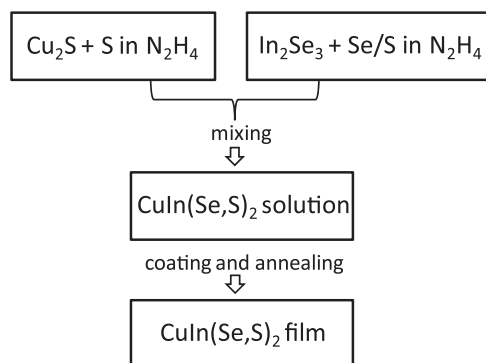 Cu₂S + S in N₂H₄
In₂Se₃ + Se/S in N₂H₄
mixing
CuIn(Se,S)₂ solution
coating and annealing
CuIn(Se,S)₂ film